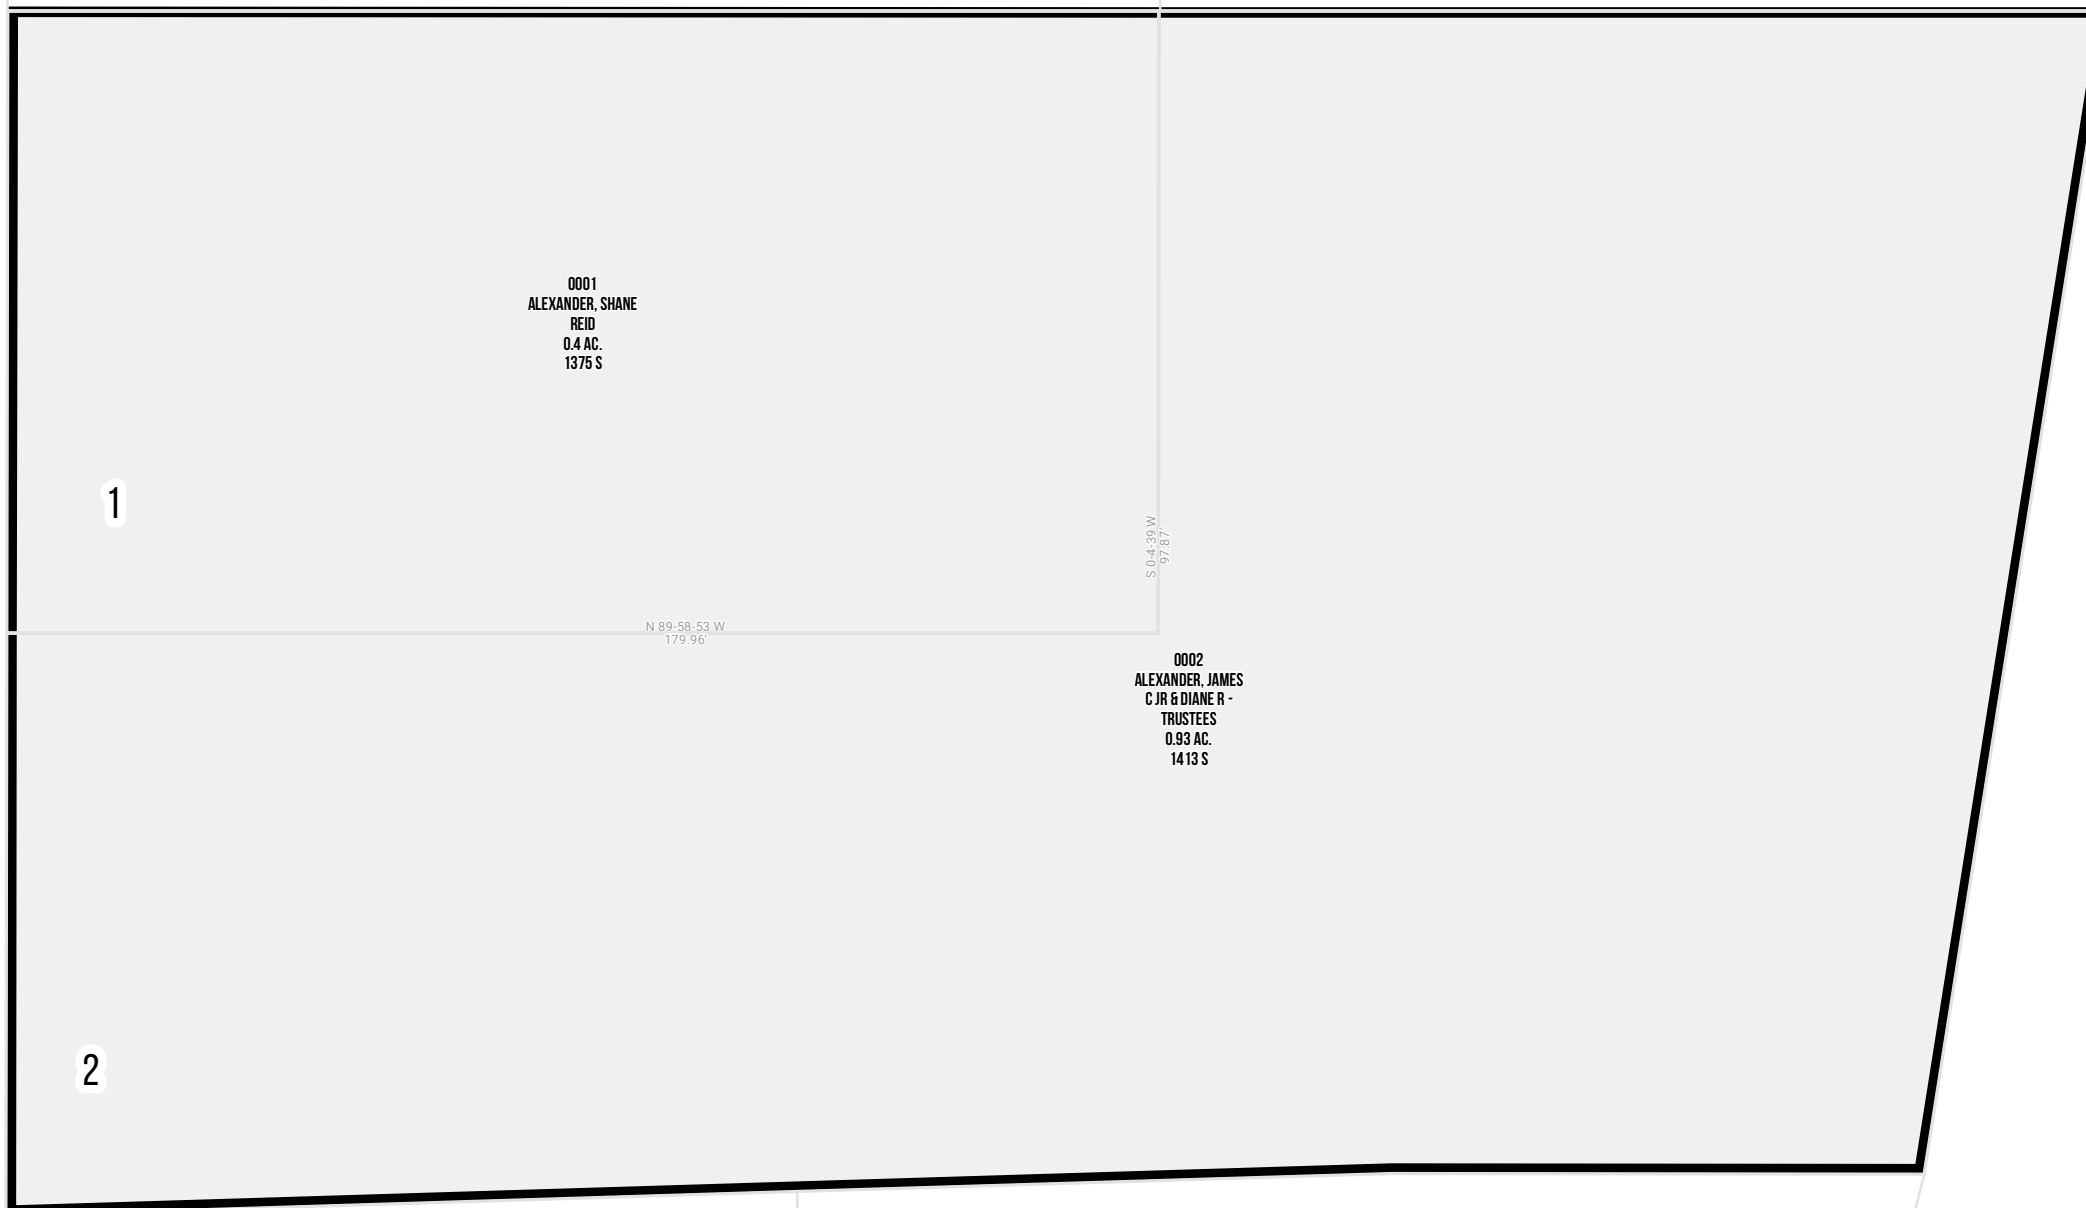 0001
ALEXANDER, SHANE
REID
0.4 AC.
1375 S
1
S 0-4-39 W
97.87'
N 89-58-53 W
179.96'
0002
ALEXANDER, JAMES
C JR & DIANE R -
TRUSTEES
0.93 AC.
1413 S
2